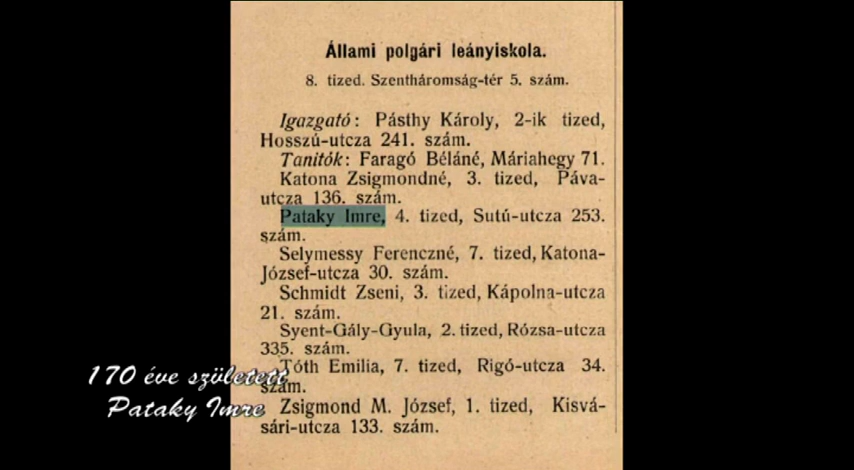 Állami polgári leányiskola.
8. tized. Szentháromság-tér 5. szám.
Igazgató: Pásthy Károly, 2-ik tized,
Hosszú-utcza 241. szám.
Tanitók: Faragó Béláné, Máriahegy 71.
Katona Zsigmondné, 3. tized, Páva-
utcza 136. szám.
Pataky Imre, 4. tized, Sutú-utcza 253.
szám.
Selymessy Ferenczné, 7. tized, Katona-
József-utcza 30. szám.
Schmidt Zseni, 3. tized, Kápolna-utcza
21. szám.
Syent-Gály-Gyula, 2. tized, Rózsa-utcza
335. szám.
Tóth Emilia, 7. tized, Rigó-utcza 34.
szám.
Zsigmond M. József, 1. tized, Kisvá-
sári-utcza 133. szám.
170 éve született
Pataky Imre